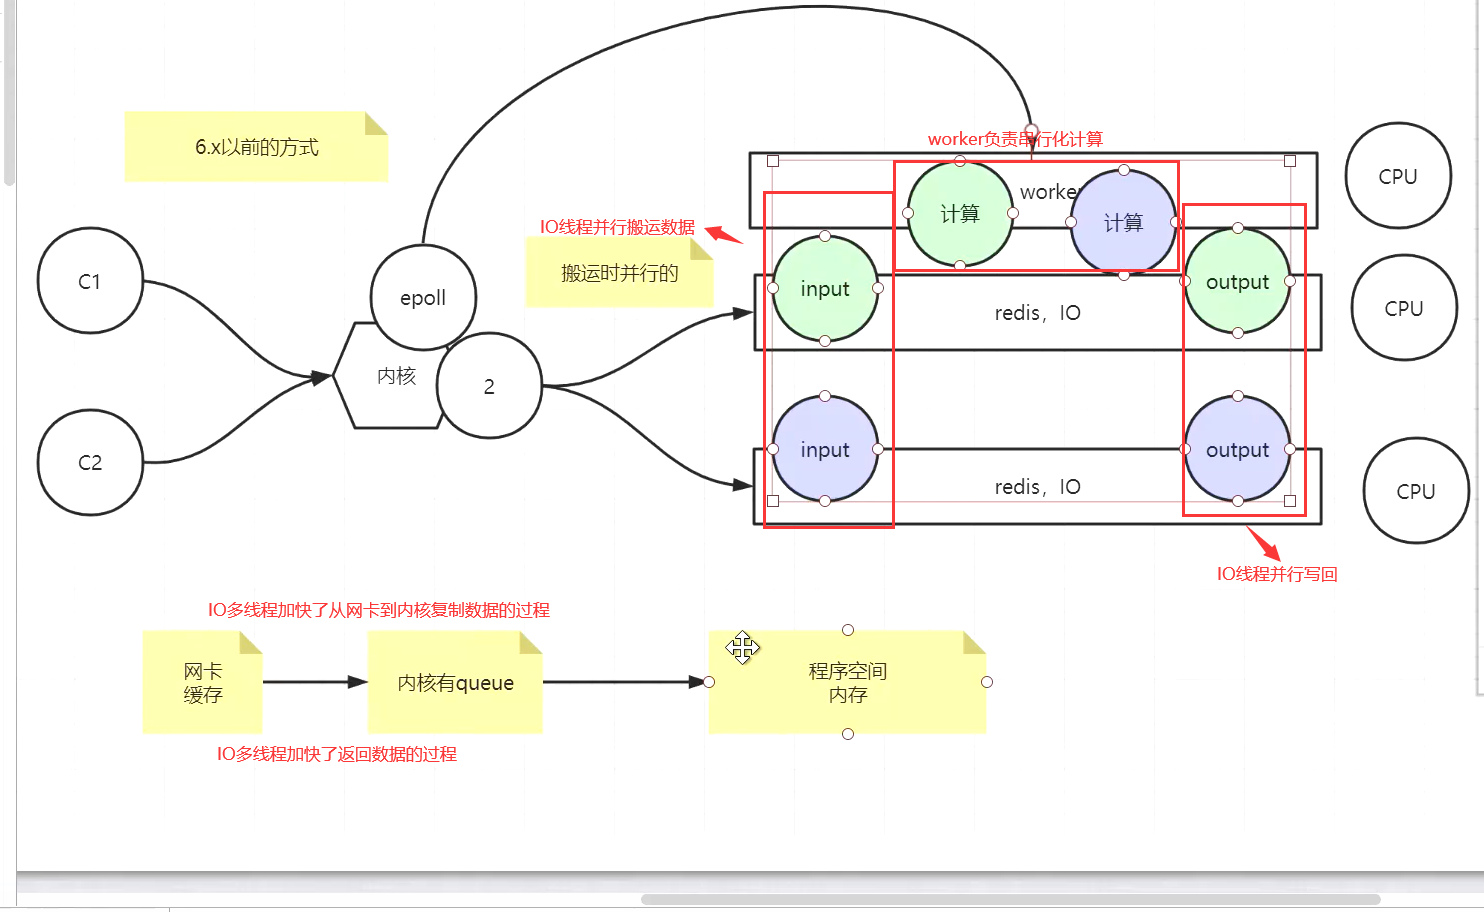 6.x以前的方式
worker负责串行化计算
worker
计算
计算
CPU
IO线程并行搬运数据
搬运时并行的
C1
epoll
input
redis，IO
output
CPU
内核
2
C2
input
redis，IO
output
CPU
IO线程并行写回
IO多线程加快了从网卡到内核复制数据的过程
网卡
缓存
内核有queue
程序空间
内存
IO多线程加快了返回数据的过程